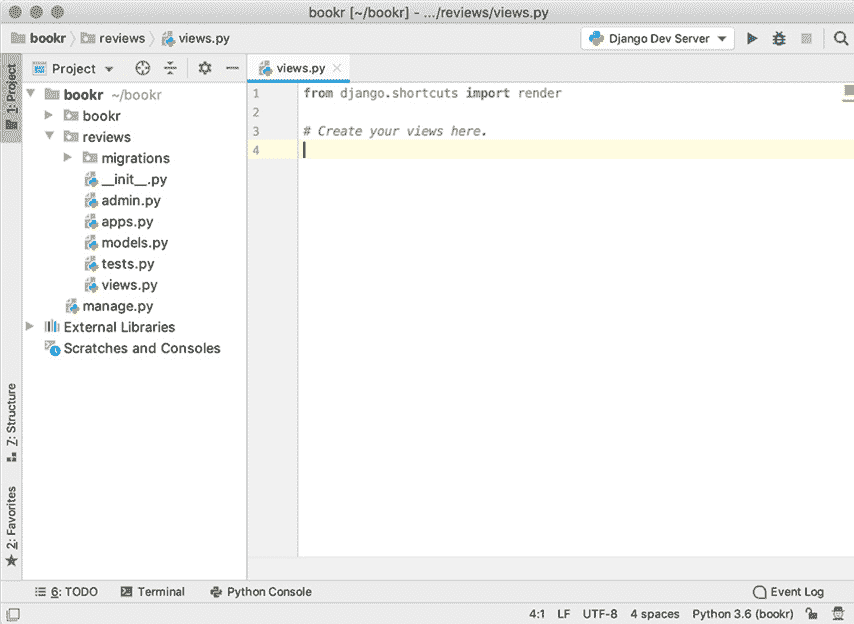 bookr [~/bookr] - .../reviews/views.py
bookr reviews views.py Django Dev Server
1: Project
Project
views.py
bookr ~/bookr
bookr
reviews
migrations
__init__.py
admin.py
apps.py
models.py
tests.py
views.py
manage.py
External Libraries
Scratches and Consoles
1 from django.shortcuts import render
2
3 # Create your views here.
4
7: Structure
2: Favorites
6: TODO Terminal Python Console Event Log
4:1 LF UTF-8 4 spaces Python 3.6 (bookr)